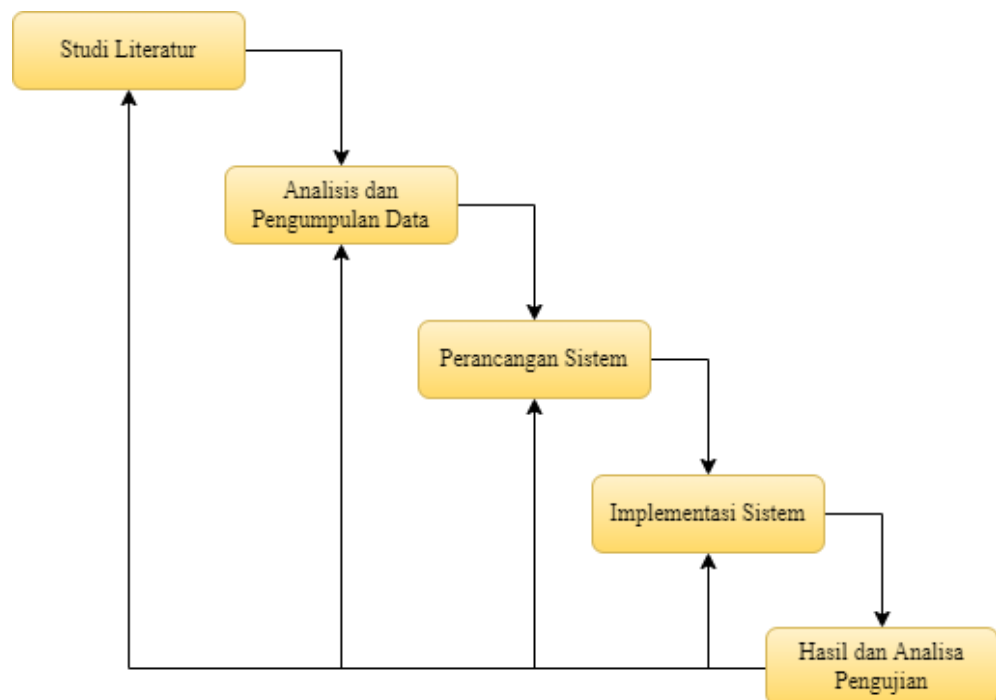 Studi Literatur
Analisis dan
Pengumpulan Data
Perancangan Sistem
Implementasi Sistem
Hasil dan Analisa
Pengujian